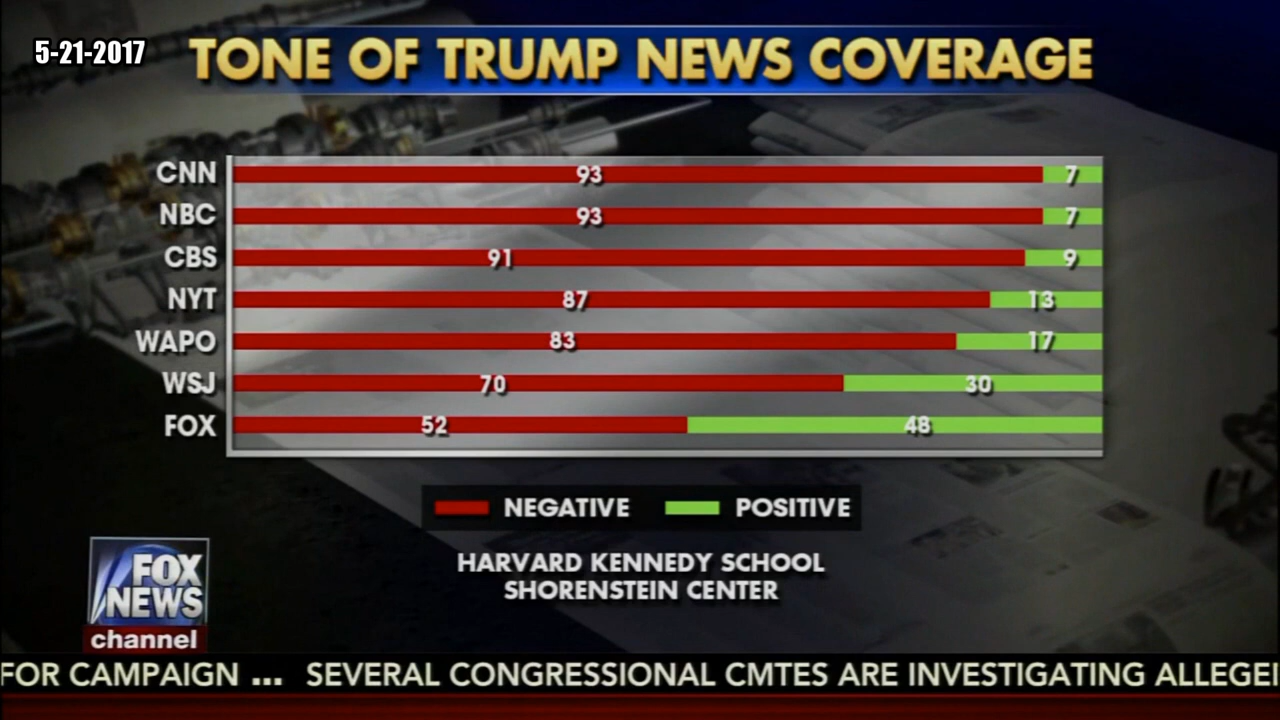 5-21-2017
TONE OF TRUMP NEWS COVERAGE
CNN 93 7
NBC 93 7
CBS 91 9
NYT 87 13
WAPO 83 17
WSJ 70 30
FOX 52 48
NEGATIVE POSITIVE
HARVARD KENNEDY SCHOOL
SHORENSTEIN CENTER
FOX
NEWS
channel
FOR CAMPAIGN ... SEVERAL CONGRESSIONAL CMTES ARE INVESTIGATING ALLEGE